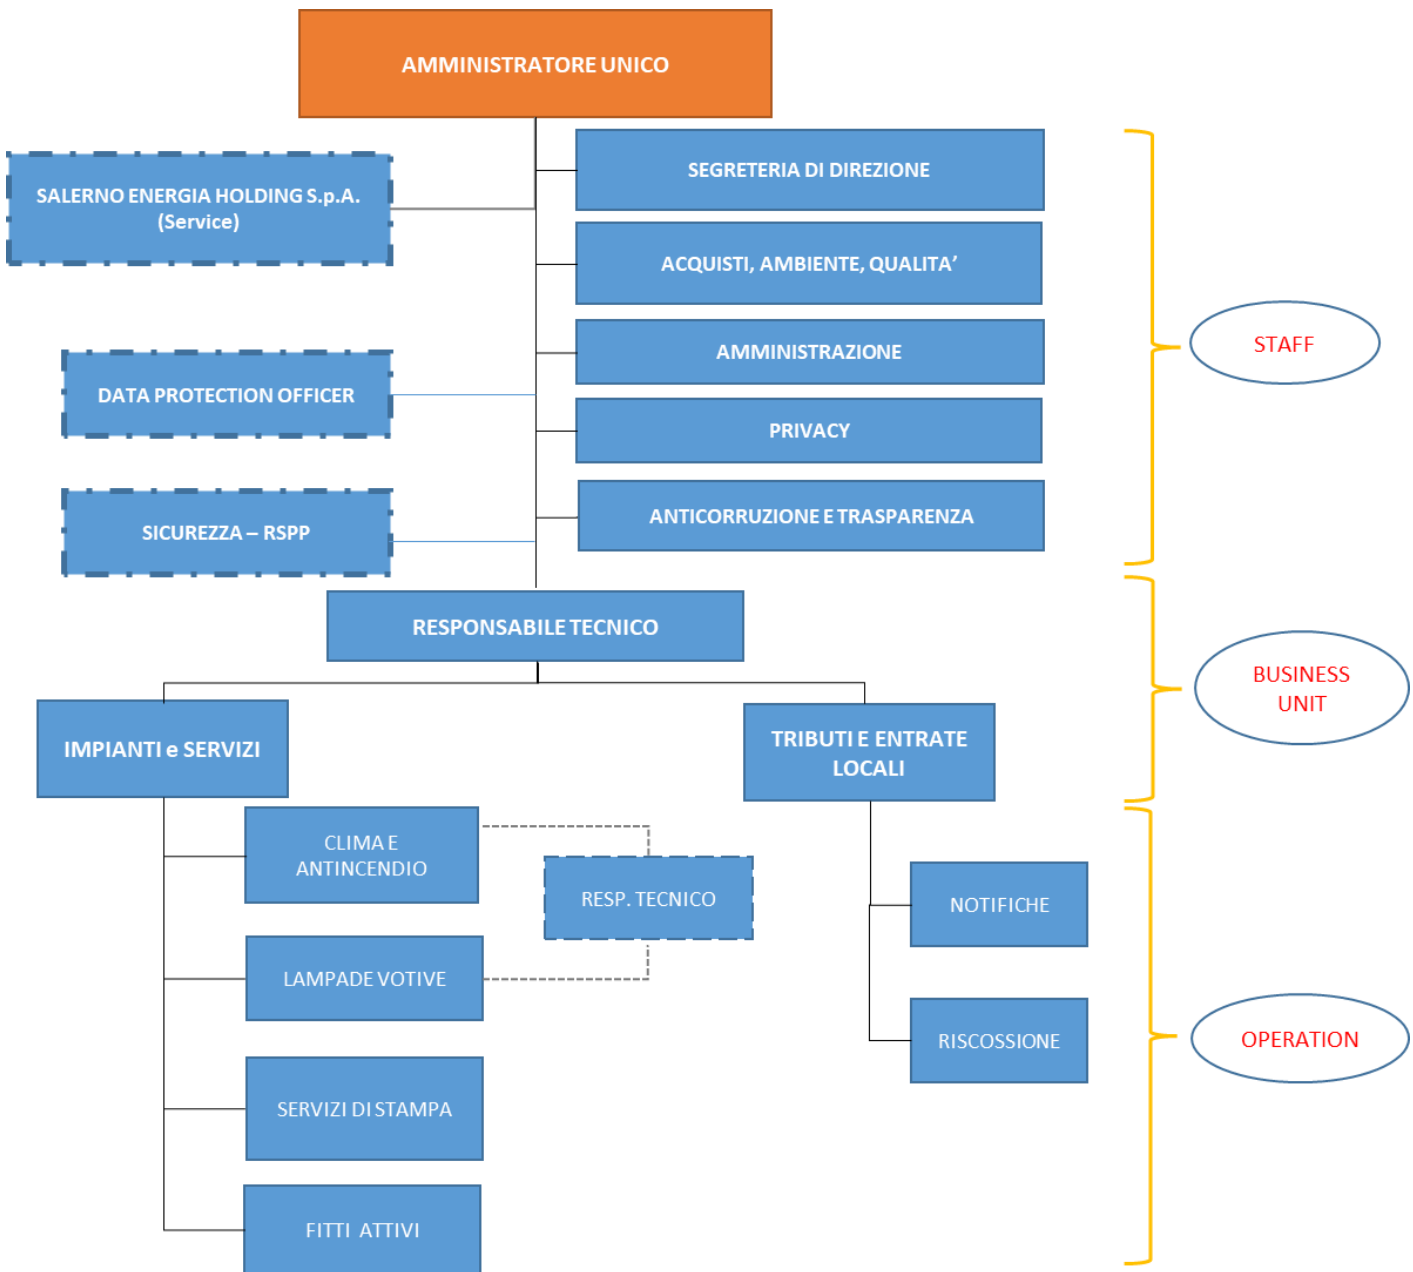 AMMINISTRATORE UNICO
SALERNO ENERGIA HOLDING S.p.A.
(Service)
SEGRETERIA DI DIREZIONE
ACQUISTI, AMBIENTE, QUALITA’
AMMINISTRAZIONE
DATA PROTECTION OFFICER
PRIVACY
SICUREZZA – RSPP
ANTICORRUZIONE E TRASPARENZA
STAFF
RESPONSABILE TECNICO
IMPIANTI e SERVIZI
TRIBUTI E ENTRATE
LOCALI
BUSINESS
UNIT
CLIMA E
ANTINCENDIO
RESP. TECNICO
LAMPADE VOTIVE
SERVIZI DI STAMPA
FITTI ATTIVI
NOTIFICHE
RISCOSSIONE
OPERATION